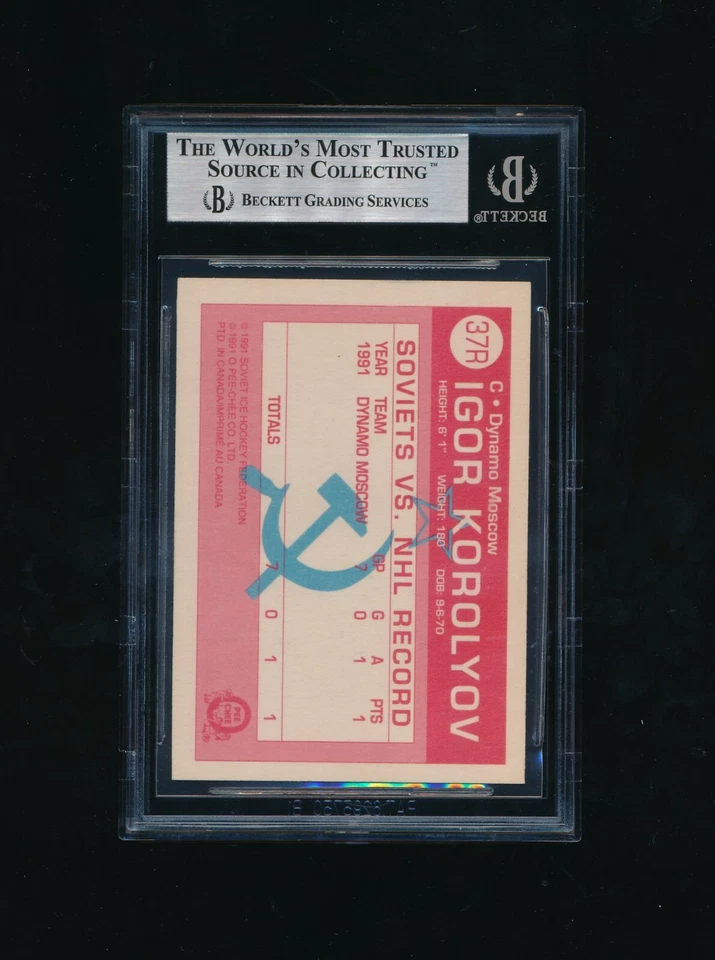 THE WORLD'S MOST TRUSTED
SOURCE IN COLLECTING™
B BECKETT GRADING SERVICES
B
BECKETT®
37R
C • Dynamo Moscow
IGOR KOROLYOV
HEIGHT: 6' 1" WEIGHT: 180 DOB: 9-6-70
SOVIETS VS. NHL RECORD
YEAR TEAM GP G A PTS
1991 DYNAMO MOSCOW 7 0 1 1
TOTALS 7 0 1 1
© 1991 SOVIET ICE HOCKEY FEDERATION
© 1991 O-PEE-CHEE CO. LTD.
PTD. IN CANADA/IMPRIMÉ AU CANADA
O PEE CHEE